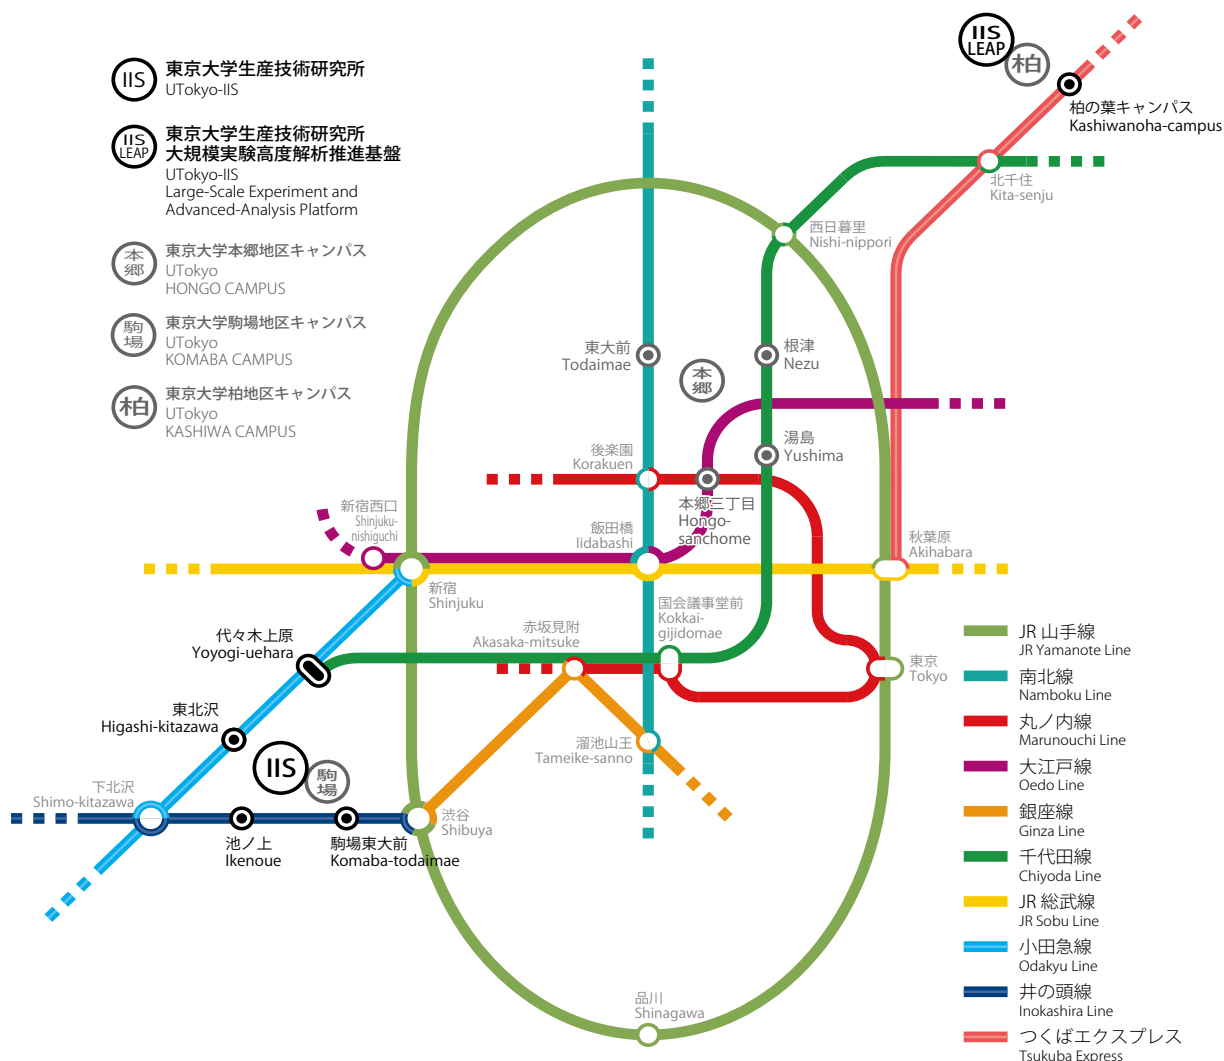 IIS
東京大学生産技術研究所
UTokyo-IIS
IIS
LEAP
東京大学生産技術研究所
大規模実験高度解析推進基盤
UTokyo-IIS
Large-Scale Experiment and
Advanced-Analysis Platform
本
郷
東京大学本郷地区キャンパス
UTokyo
HONGO CAMPUS
駒
場
東京大学駒場地区キャンパス
UTokyo
KOMABA CAMPUS
柏
東京大学柏地区キャンパス
UTokyo
KASHIWA CAMPUS
IIS
LEAP
柏
柏の葉キャンパス
Kashiwanoha-campus
北千住
Kita-senju
西日暮里
Nishi-nippori
東大前
Todaimae
本
郷
根津
Nezu
湯島
Yushima
後楽園
Korakuen
本郷三丁目
Hongo-
sanchome
新宿西口
Shinjuku-
nishiguchi
飯田橋
Iidabashi
秋葉原
Akihabara
新宿
Shinjuku
国会議事堂前
Kokkai-
gijidomae
赤坂見附
Akasaka-mitsuke
代々木上原
Yoyogi-uehara
東京
Tokyo
東北沢
Higashi-kitazawa
溜池山王
Tameike-sanno
IIS
駒
場
下北沢
Shimo-kitazawa
池ノ上
Ikenoue
駒場東大前
Komaba-todaimae
渋谷
Shibuya
品川
Shinagawa
JR 山手線
JR Yamanote Line
南北線
Namboku Line
丸ノ内線
Marunouchi Line
大江戸線
Oedo Line
銀座線
Ginza Line
千代田線
Chiyoda Line
JR 総武線
JR Sobu Line
小田急線
Odakyu Line
井の頭線
Inokashira Line
つくばエクスプレス
Tsukuba Express